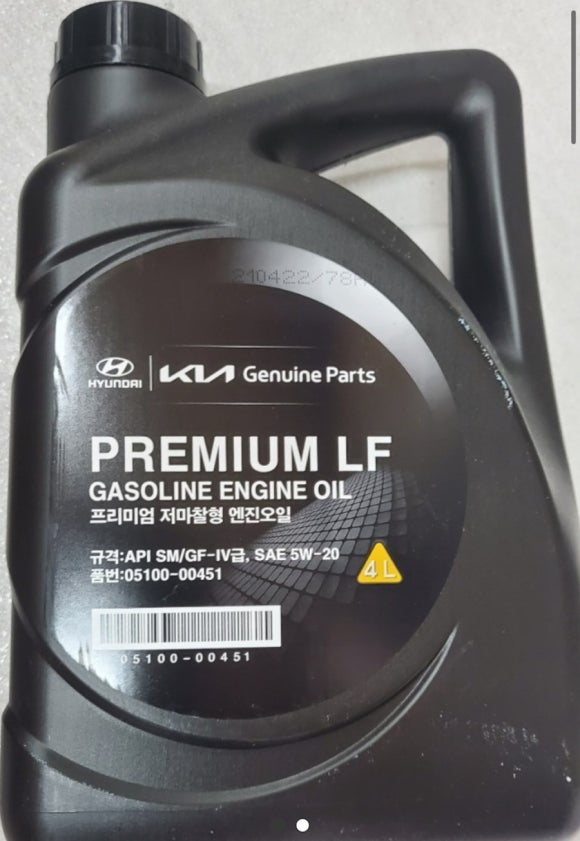 210422/78
HYUNDAI KIA Genuine Parts
PREMIUM LF
GASOLINE ENGINE OIL
프리미엄 저마찰형 엔진오일
규격:API SM/GF-IV급, SAE 5W-20
품번:05100-00451
4 L
05100-00451